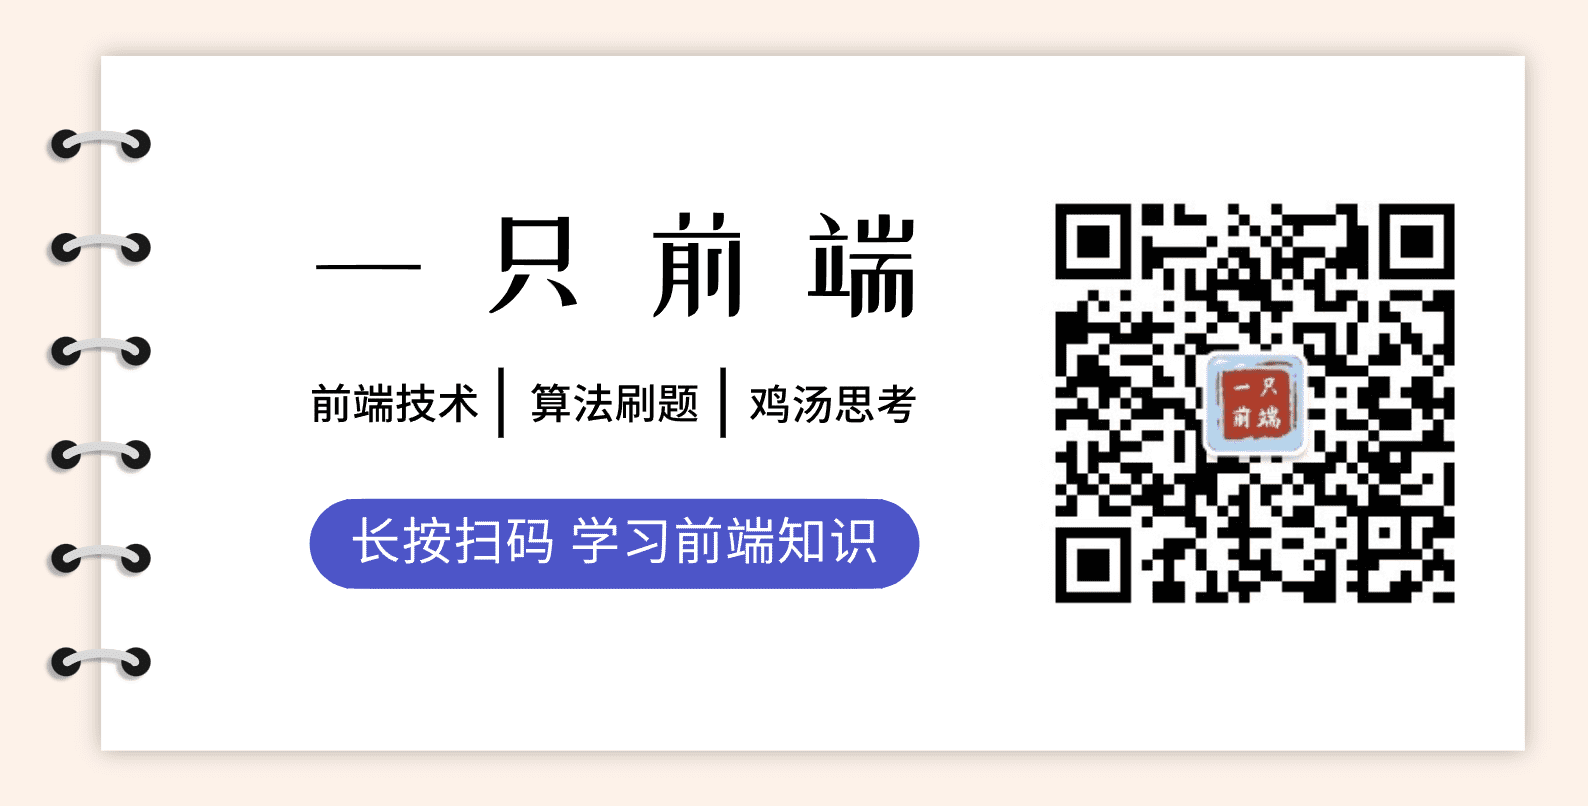 一只前端
前端技术 | 算法刷题 | 鸡汤思考
长按扫码 学习前端知识
一只
前端